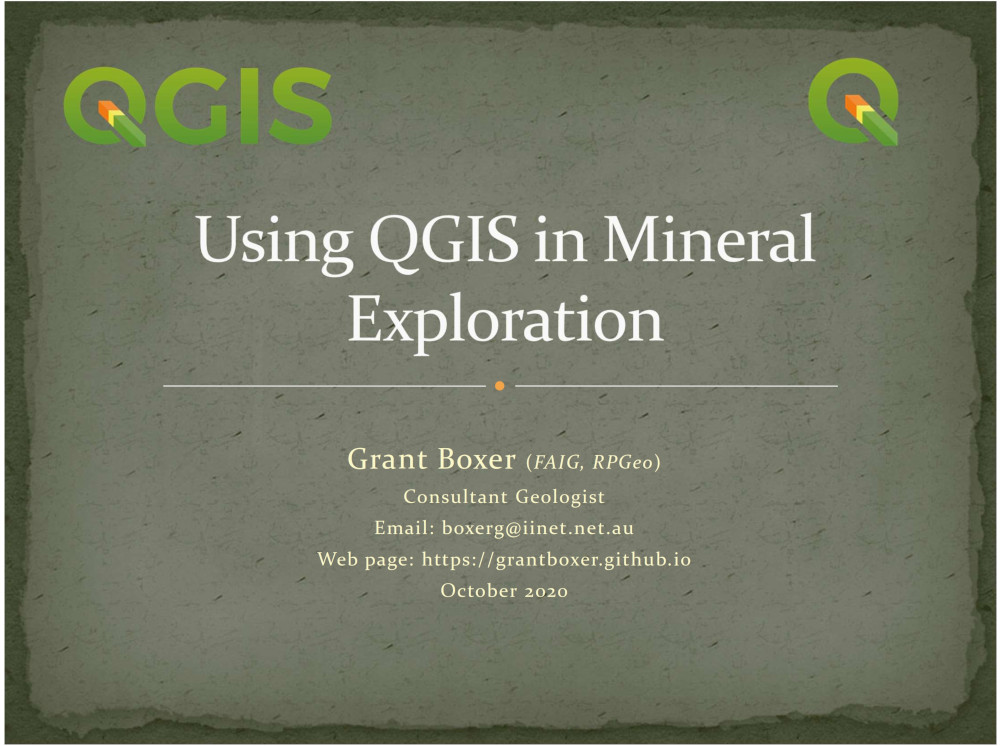 QGIS
Using QGIS in Mineral
Exploration
Grant Boxer (FAIG, RPGeo)
Consultant Geologist
Email: boxerg@iinet.net.au
Web page: https://grantboxer.github.io
October 2020